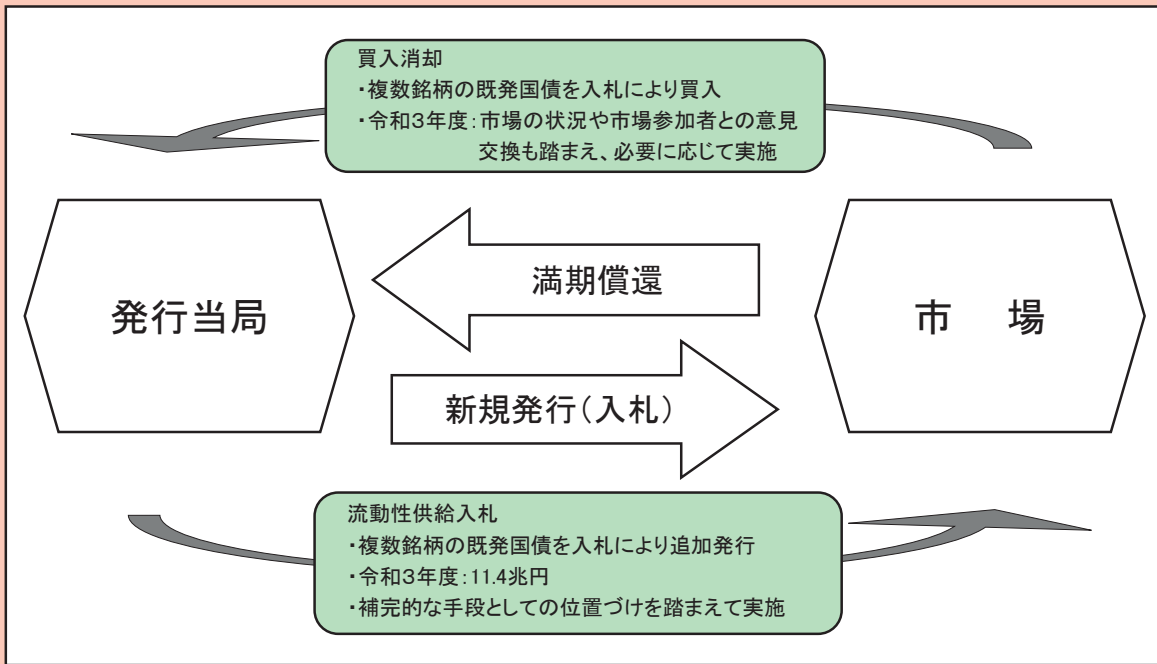 買入消却
・複数銘柄の既発国債を入札により買入
・令和3年度:市場の状況や市場参加者との意見
交換も踏まえ、必要に応じて実施
満期償還
発行当局
市　場
新規発行(入札)
流動性供給入札
・複数銘柄の既発国債を入札により追加発行
・令和3年度:11.4兆円
・補完的な手段としての位置づけを踏まえて実施